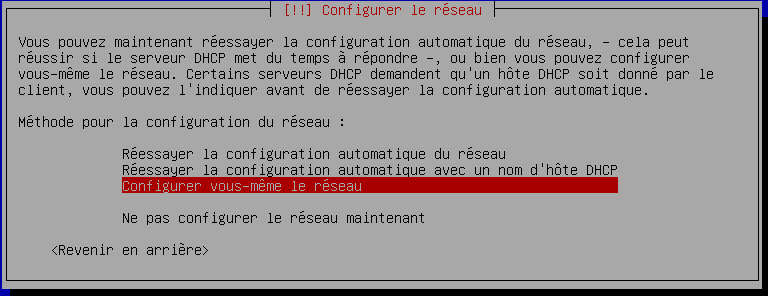 [!!] Configurer le réseau
Vous pouvez maintenant réessayer la configuration automatique du réseau, – cela peut
réussir si le serveur DHCP met du temps à répondre –, ou bien vous pouvez configurer
vous-même le réseau. Certains serveurs DHCP demandent qu'un hôte DHCP soit donné par le
client, vous pouvez l'indiquer avant de réessayer la configuration automatique.
Méthode pour la configuration du réseau :
Réessayer la configuration automatique du réseau
Réessayer la configuration automatique avec un nom d'hôte DHCP
Configurer vous-même le réseau
Ne pas configurer le réseau maintenant
<Revenir en arrière>